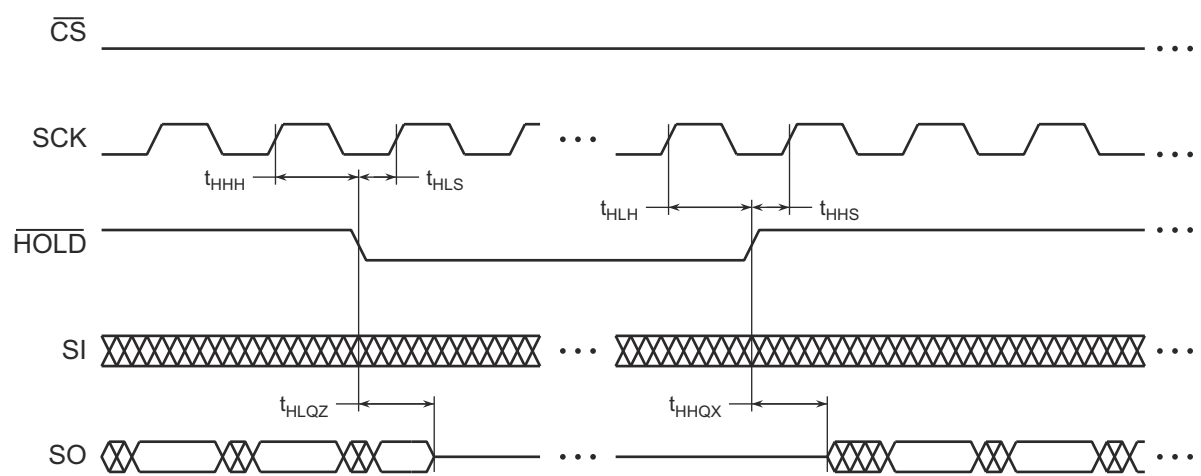 CS
SCK
tHHH
tHLS
tHLH
tHHS
HOLD
SI
tHLQZ
tHHQX
SO